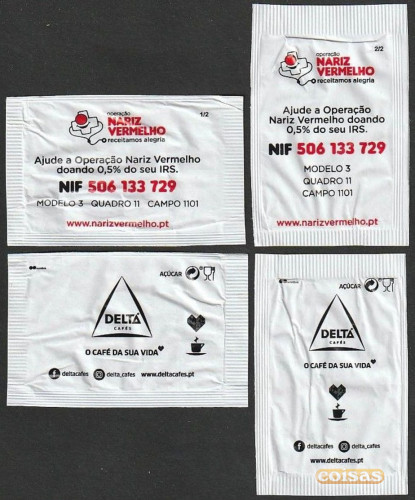 operação
NARIZ
VERMELHO
receitamos alegria
1/2
Ajude a Operação Nariz Vermelho
doando 0,5% do seu IRS.
NIF 506 133 729
MODELO 3 QUADRO 11 CAMPO 1101
www.narizvermelho.pt
operação
NARIZ
VERMELHO
receitamos alegria
2/2
Ajude a Operação
Nariz Vermelho doando
0,5% do seu IRS.
NIF 506 133 729
MODELO 3
QUADRO 11
CAMPO 1101
www.narizvermelho.pt
AÇÚCAR
DELTA
CAFÉS
O CAFÉ DA SUA VIDA
deltacafes delta_cafes www.deltacafes.pt
AÇÚCAR
DELTA
CAFÉS
O CAFÉ DA SUA VIDA
deltacafes delta_cafes
www.deltacafes.pt
coisas